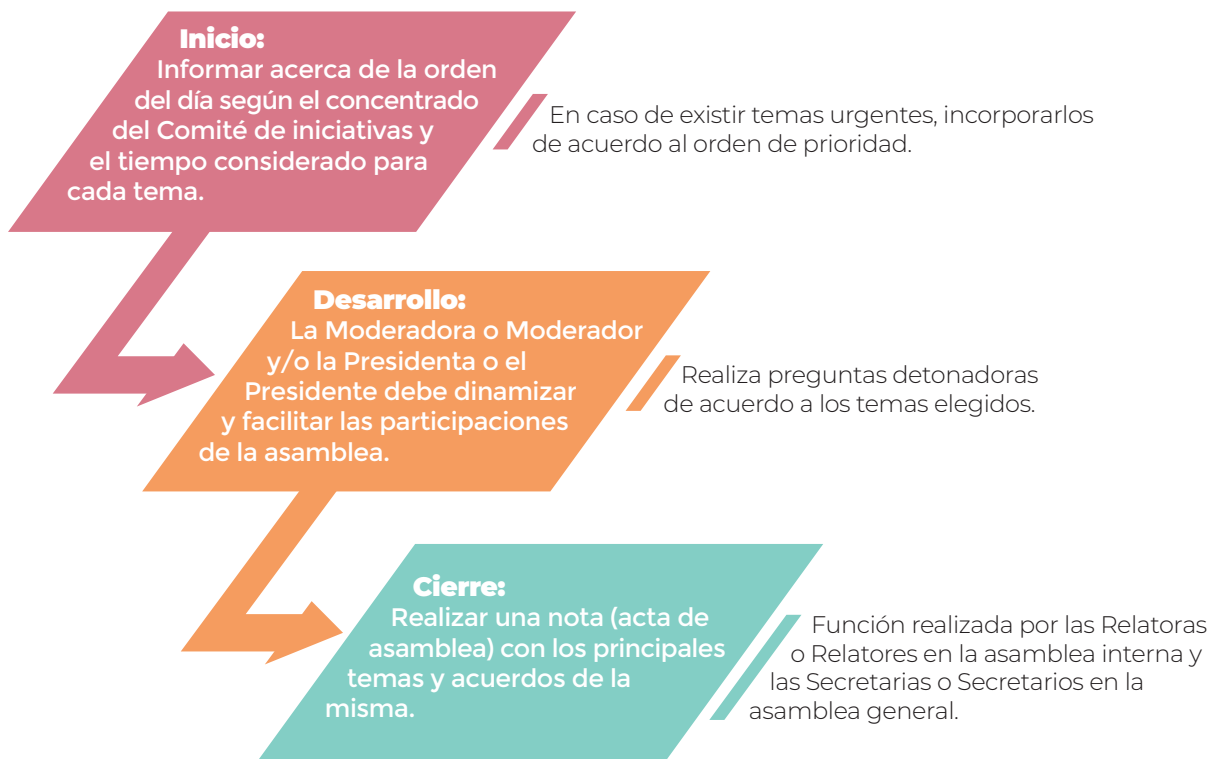 Inicio:
Informar acerca de la orden
del día según el concentrado
del Comité de iniciativas y
el tiempo considerado para
cada tema.
En caso de existir temas urgentes, incorporarlos
de acuerdo al orden de prioridad.
Desarrollo:
La Moderadora o Moderador
y/o la Presidenta o el
Presidente debe dinamizar
y facilitar las participaciones
de la asamblea.
Realiza preguntas detonadoras
de acuerdo a los temas elegidos.
Cierre:
Realizar una nota (acta de
asamblea) con los principales
temas y acuerdos de la
misma.
Función realizada por las Relatoras
o Relatores en la asamblea interna y
las Secretarias o Secretarios en la
asamblea general.